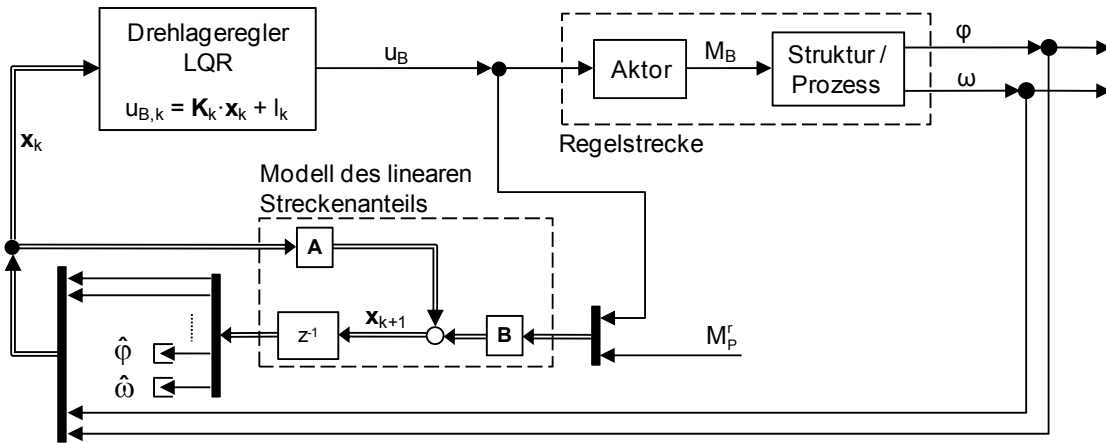 Drehlageregler
LQR
u_B,k = K_k·x_k + l_k
u_B
Aktor
M_B
Struktur /
Prozess
φ
ω
Regelstrecke
x_k
Modell des linearen
Streckenanteils
A
z⁻¹
x_k+1
B
M_P^r
φ̂
ω̂